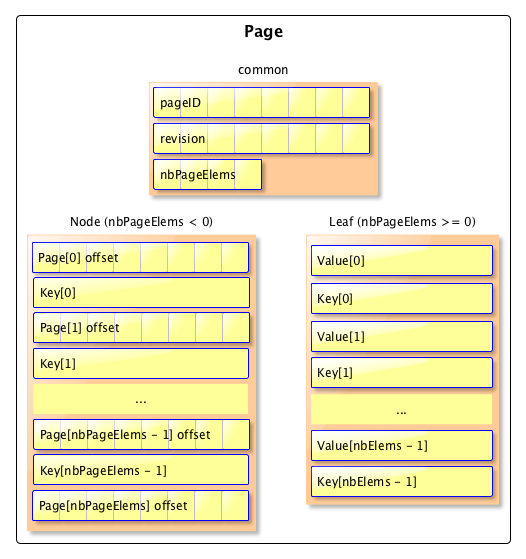 Page
common
pageID
revision
nbPageElems
Node (nbPageElems < 0)
Page[0] offset
Key[0]
Page[1] offset
Key[1]
...
Page[nbPageElems - 1] offset
Key[nbPageElems - 1]
Page[nbPageElems] offset
Leaf (nbPageElems >= 0)
Value[0]
Key[0]
Value[1]
Key[1]
...
Value[nbElems - 1]
Key[nbElems - 1]